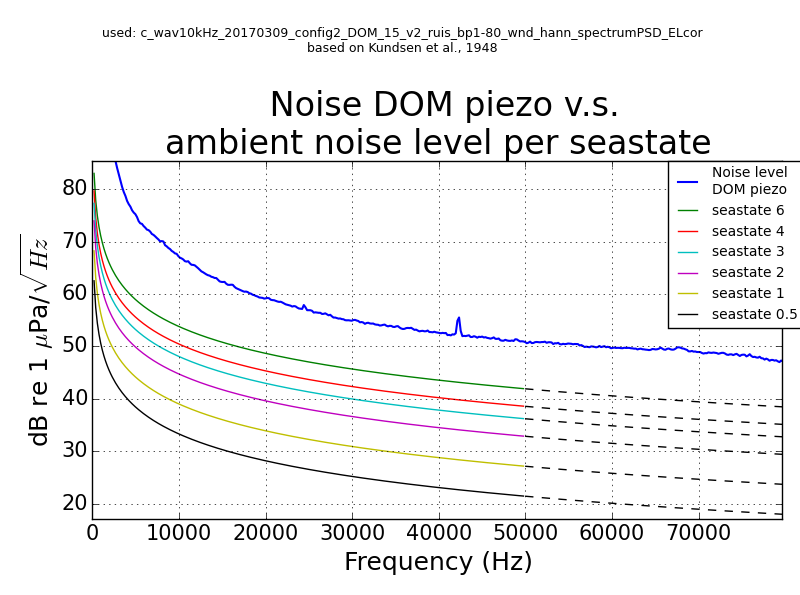 used: c_wav10kHz_20170309_config2_DOM_15_v2_ruis_bp1-80_wnd_hann_spectrumPSD_ELcor
based on Kundsen et al., 1948
Noise DOM piezo v.s.
ambient noise level per seastate
80
70
60
50
40
30
20
dB re 1 μPa/√Hz
Noise level
DOM piezo
seastate 6
seastate 4
seastate 3
seastate 2
seastate 1
seastate 0.5
0 10000 20000 30000 40000 50000 60000 70000
Frequency (Hz)